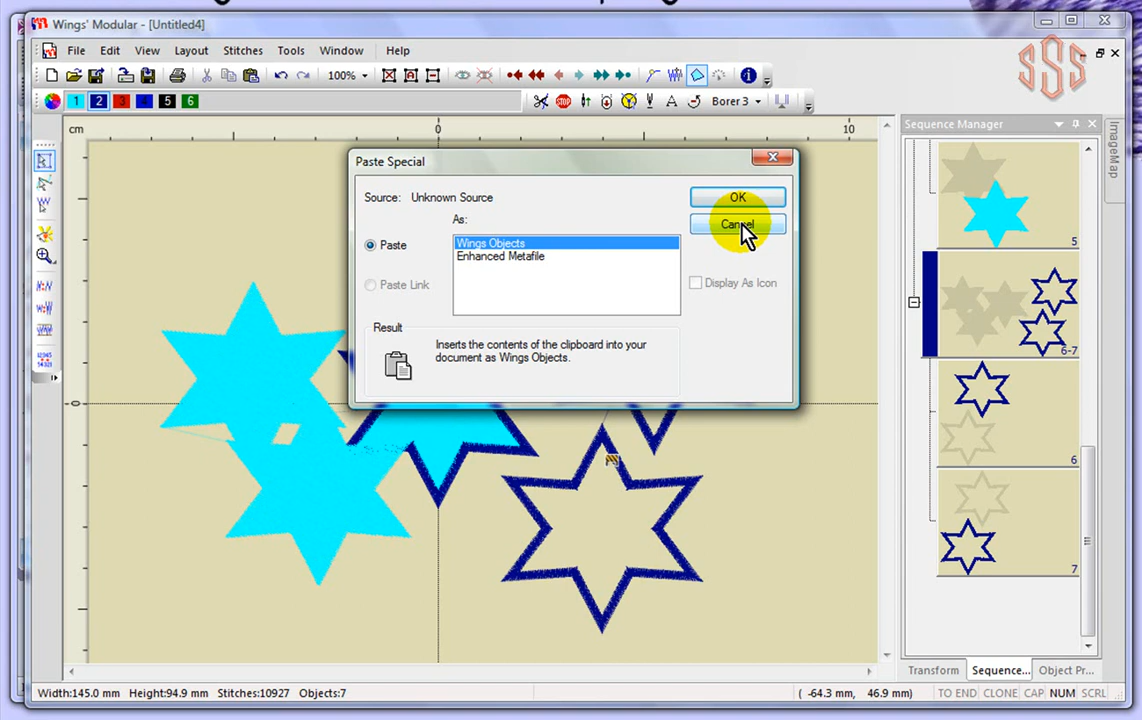 Wings' Modular - [Untitled4]
File Edit View Layout Stitches Tools Window Help
100%
1 2 3 4 5 6 Borer 3
SSS
cm 0 10
0
Sequence Manager
ImageMap
Paste Special
Source: Unknown Source
As:
Paste
Paste Link
Wings Objects
Enhanced Metafile
OK
Cancel
Display As Icon
Result
Inserts the contents of the clipboard into your
document as Wings Objects.
5
6-7
6
7
Transform Sequence... Object Pr...
Width:145.0 mm Height:94.9 mm Stitches:10927 Objects:7 ( -64.3 mm, 46.9 mm) TO END CLONE CAP NUM SCRL